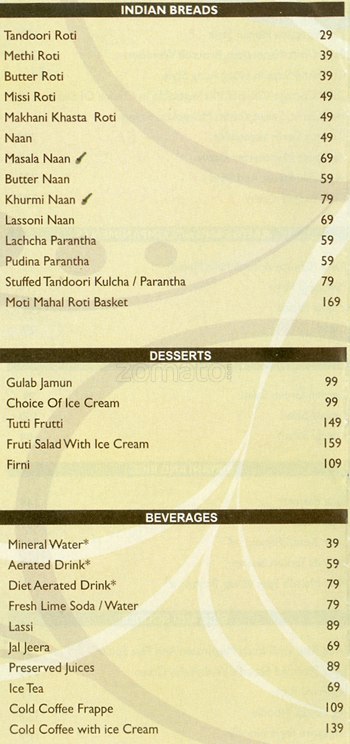 INDIAN BREADS
Tandoori Roti 29
Methi Roti 39
Butter Roti 39
Missi Roti 49
Makhani Khasta Roti 49
Naan 49
Masala Naan 69
Butter Naan 59
Khurmi Naan 79
Lassoni Naan 69
Lachcha Parantha 59
Pudina Parantha 59
Stuffed Tandoori Kulcha / Parantha 79
Moti Mahal Roti Basket 169
DESSERTS
zomato.com
Gulab Jamun 99
Choice Of Ice Cream 99
Tutti Frutti 149
Fruti Salad With Ice Cream 159
Firni 109
BEVERAGES
Mineral Water* 39
Aerated Drink* 59
Diet Aerated Drink* 79
Fresh Lime Soda / Water 79
Lassi 89
Jal Jeera 69
Preserved Juices 89
Ice Tea 69
Cold Coffee Frappe 109
Cold Coffee with ice Cream 139